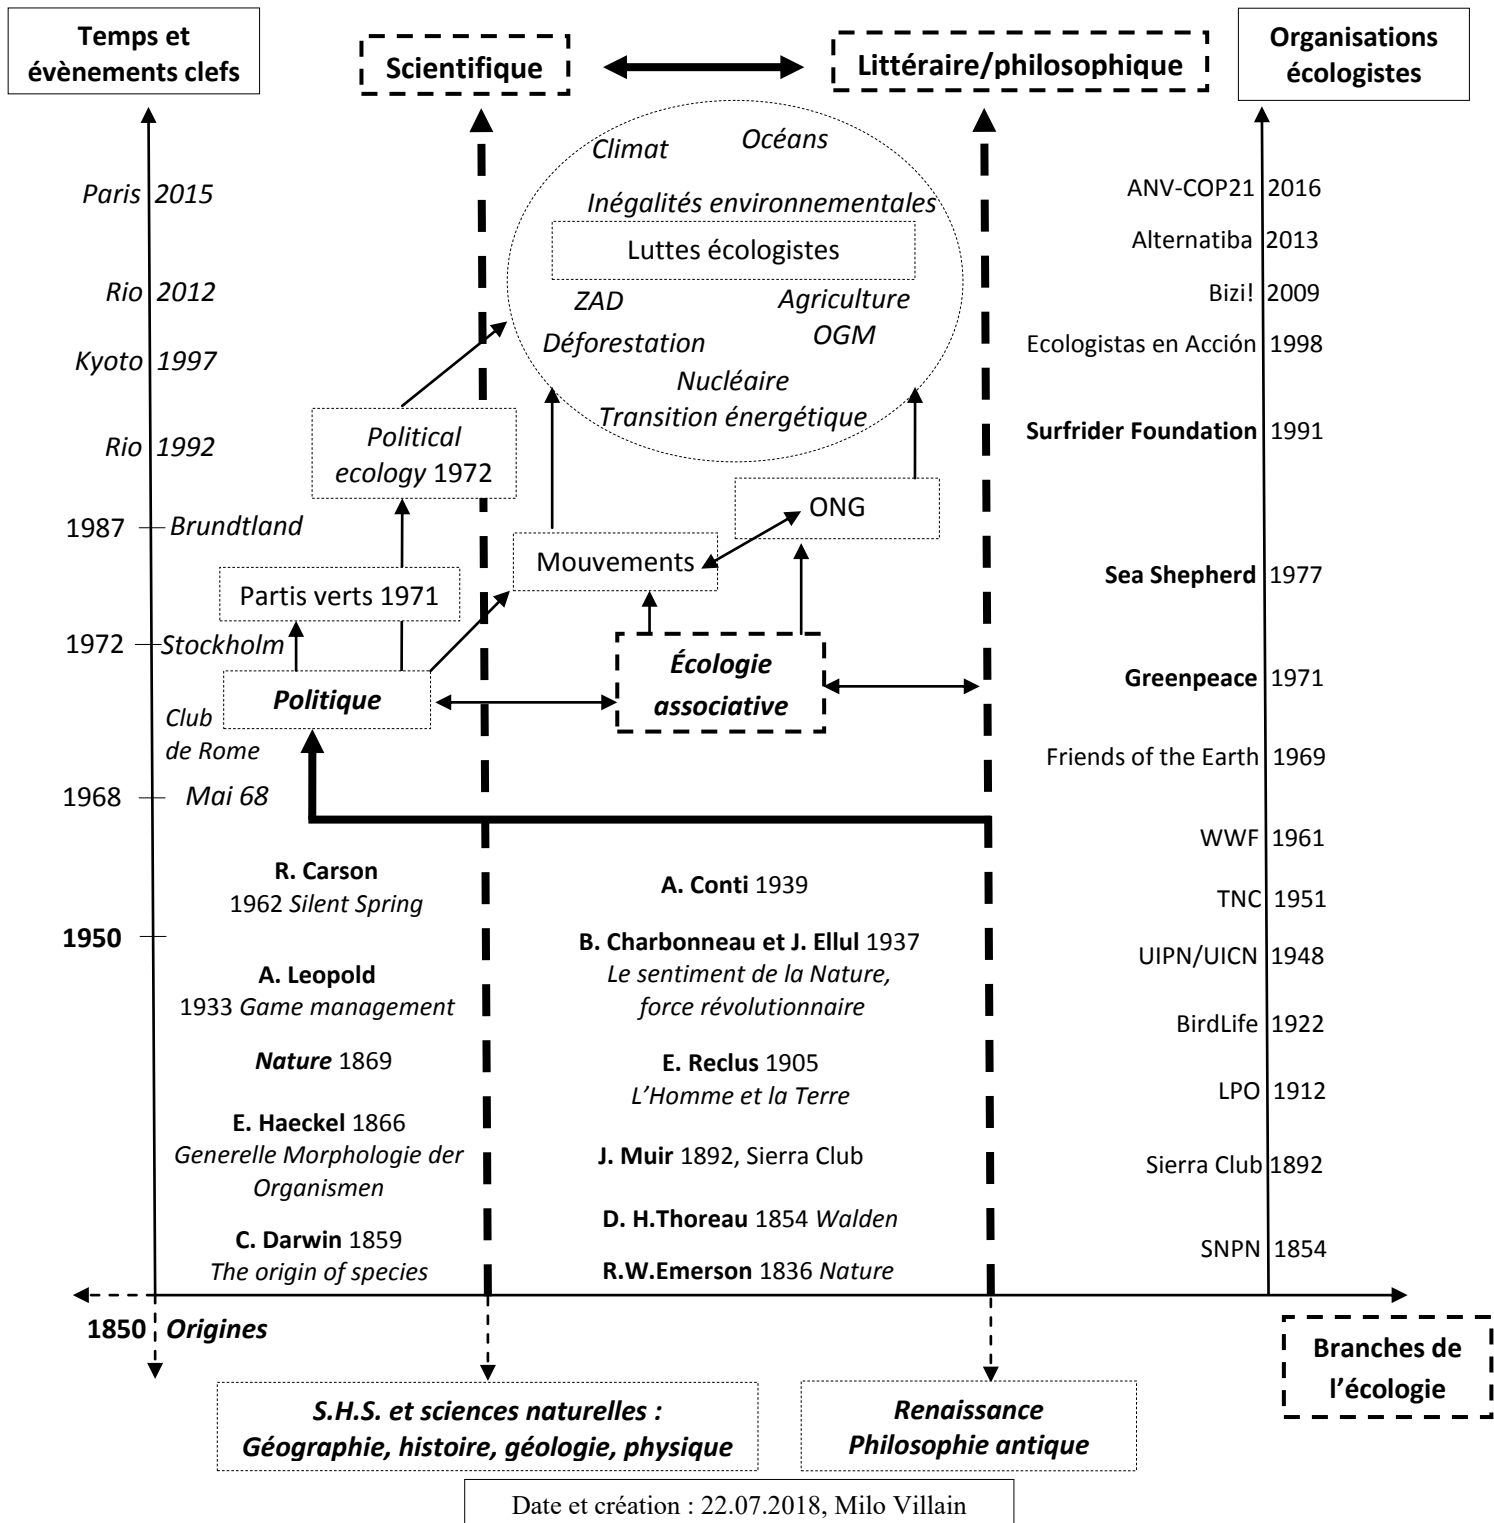 Temps et
évènements clefs
Scientifique
Littéraire/philosophique
Organisations
écologistes
Paris 2015
Rio 2012
Kyoto 1997
Rio 1992
1987 Brundtland
1972 Stockholm
Club
de Rome
1968 Mai 68
1950
1850 Origines
Climat
Océans
Inégalités environnementales
Luttes écologistes
ZAD
Agriculture
OGM
Déforestation
Nucléaire
Transition énergétique
Political
ecology 1972
ONG
Mouvements
Partis verts 1971
Écologie
associative
Politique
R. Carson
1962 Silent Spring
A. Leopold
1933 Game management
Nature 1869
E. Haeckel 1866
Generelle Morphologie der
Organismen
C. Darwin 1859
The origin of species
A. Conti 1939
B. Charbonneau et J. Ellul 1937
Le sentiment de la Nature,
force révolutionnaire
E. Reclus 1905
L’Homme et la Terre
J. Muir 1892, Sierra Club
D. H.Thoreau 1854 Walden
R.W.Emerson 1836 Nature
ANV-COP21 2016
Alternatiba 2013
Bizi! 2009
Ecologistas en Acción 1998
Surfrider Foundation 1991
Sea Shepherd 1977
Greenpeace 1971
Friends of the Earth 1969
WWF 1961
TNC 1951
UIPN/UICN 1948
BirdLife 1922
LPO 1912
Sierra Club 1892
SNPN 1854
Branches de
l’écologie
S.H.S. et sciences naturelles :
Géographie, histoire, géologie, physique
Renaissance
Philosophie antique
Date et création : 22.07.2018, Milo Villain